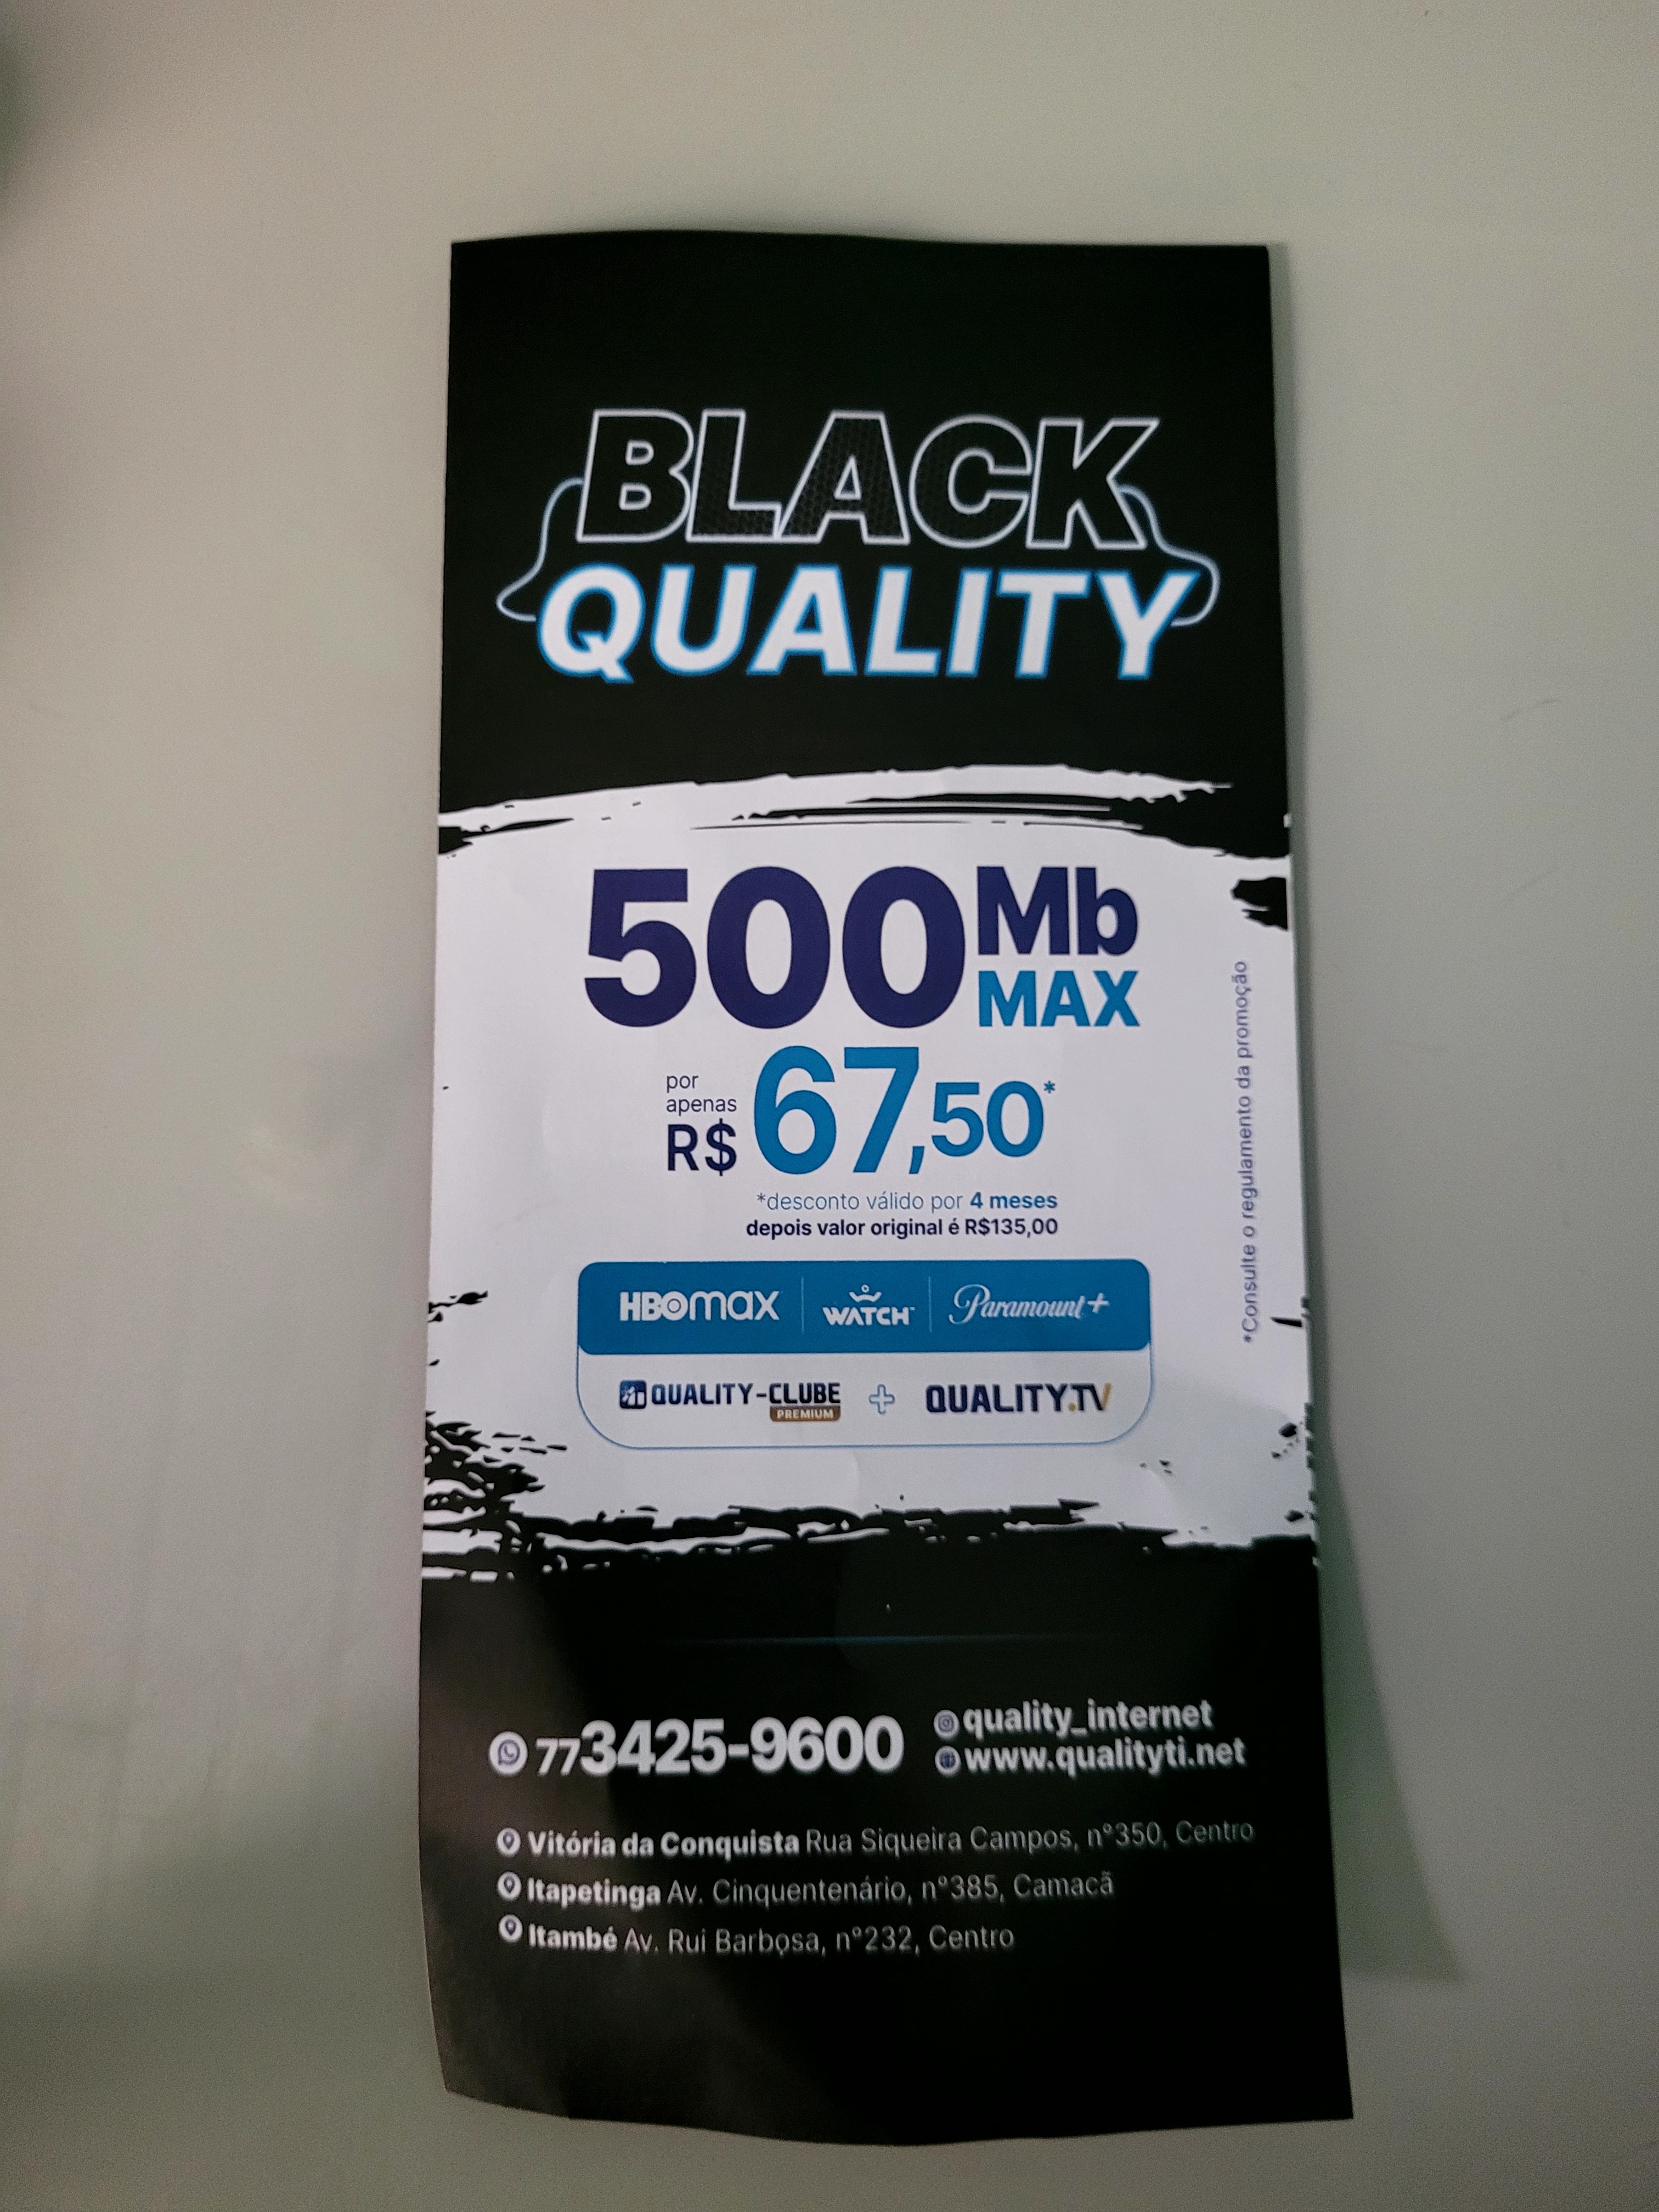 BLACK
QUALITY
500 Mb
MAX
por
apenas
R$ 67,50*
*desconto válido por 4 meses
depois valor original é R$135,00
*Consulte o regulamento da promoção
HBOmax WATCH Paramount+
QUALITY-CLUBE + QUALITY.TV
PREMIUM
77 3425-9600
quality_internet
www.qualityti.net
Vitória da Conquista Rua Siqueira Campos, nº350, Centro
Itapetinga Av. Cinquentenário, nº385, Camacã
Itambé Av. Rui Barbosa, nº232, Centro